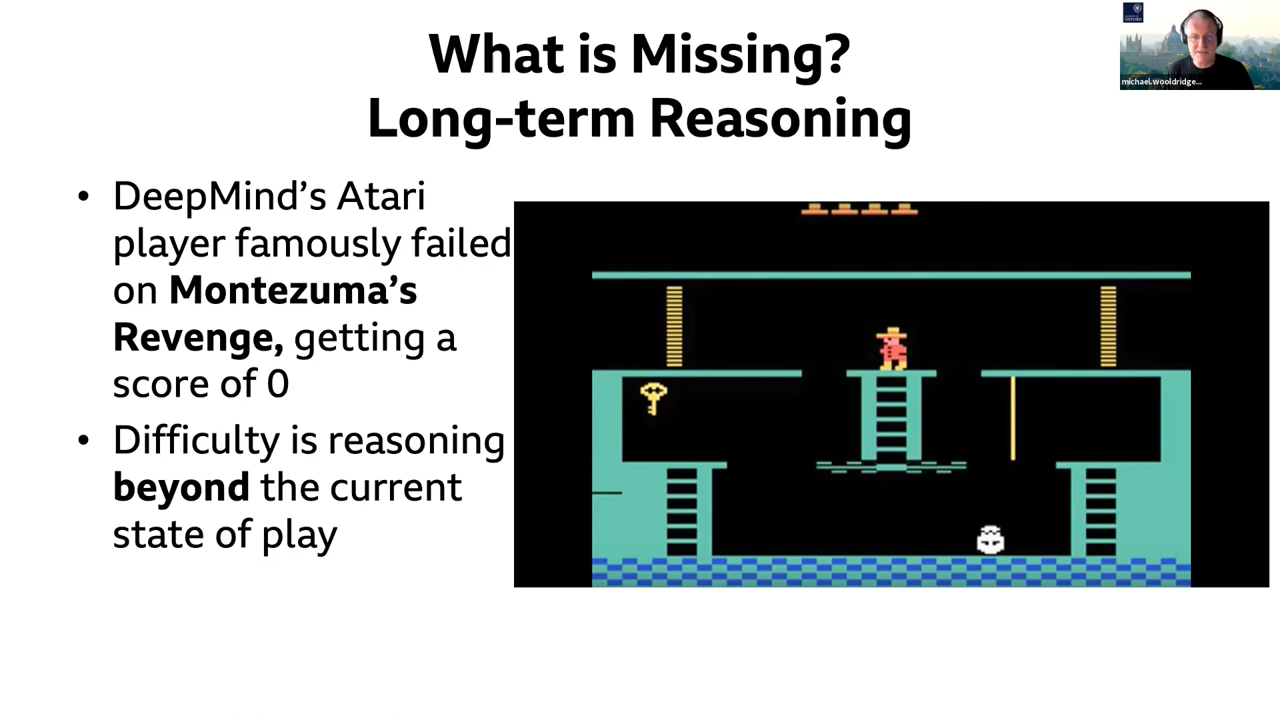 What is Missing?
Long-term Reasoning
michael.wooldridge...
• DeepMind’s Atari
player famously failed
on Montezuma’s
Revenge, getting a
score of 0
• Difficulty is reasoning
beyond the current
state of play